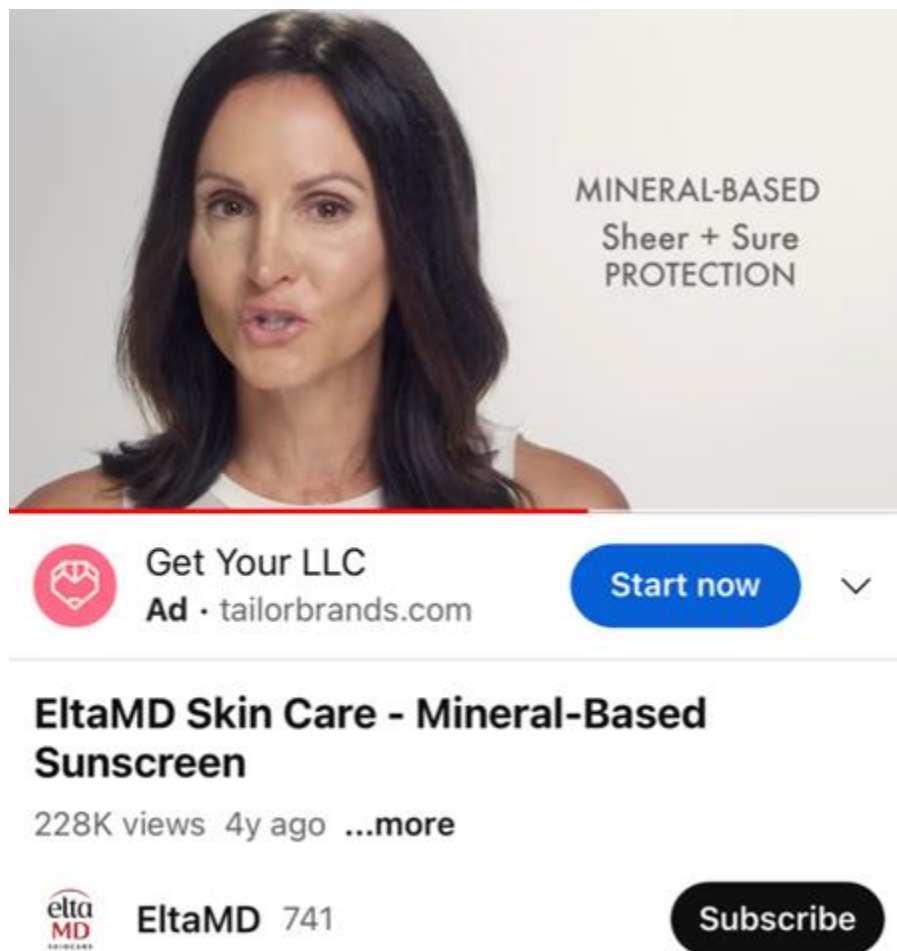 MINERAL-BASED
Sheer + Sure
PROTECTION
Get Your LLC
Start now
Ad · tailorbrands.com
EltaMD Skin Care - Mineral-Based
Sunscreen
228K views 4y ago ...more
elta
MD
SKINCARE
EltaMD 741
Subscribe